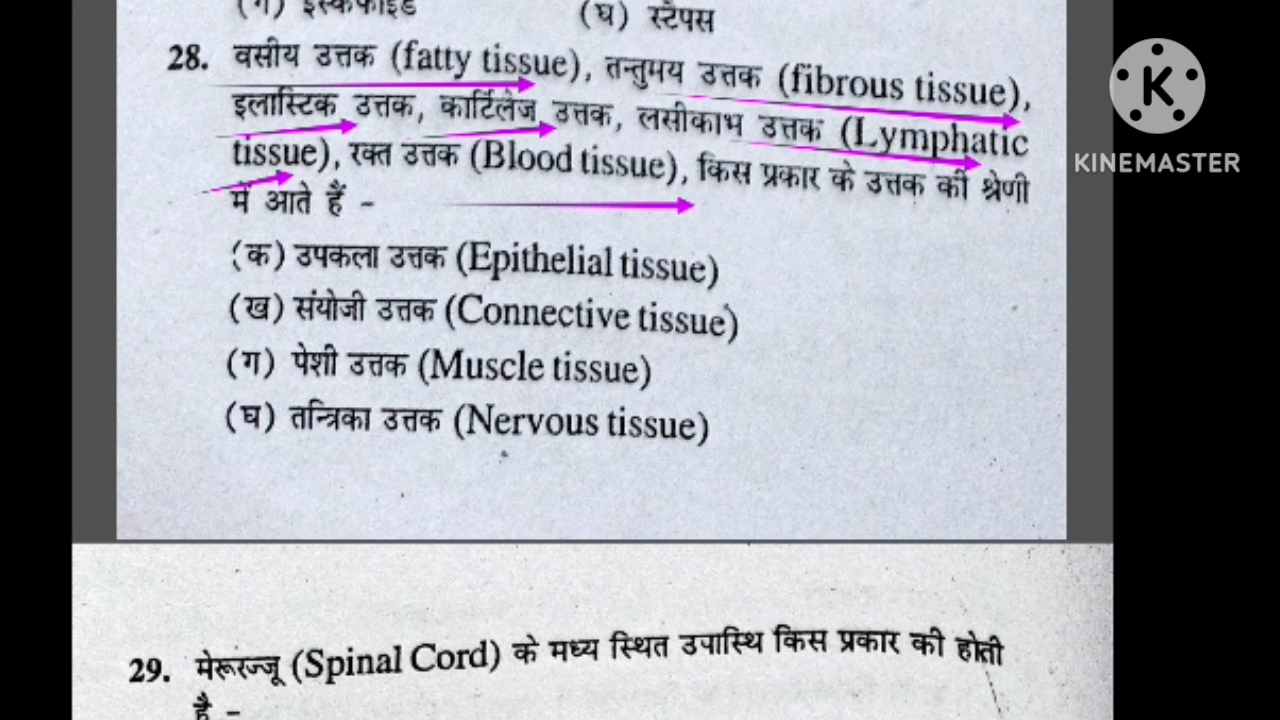 (ग) इस्कफाइड (घ) स्टेपस
28. वसीय उत्तक (fatty tissue), तन्तुमय उत्तक (fibrous tissue),
इलास्टिक उत्तक, कार्टिलेज उत्तक, लसीकाभ उत्तक (Lymphatic
tissue), रक्त उत्तक (Blood tissue), किस प्रकार के उत्तक की श्रेणी
में आते हैं -
(क) उपकला उत्तक (Epithelial tissue)
(ख) संयोजी उत्तक (Connective tissue)
(ग) पेशी उत्तक (Muscle tissue)
(घ) तन्त्रिका उत्तक (Nervous tissue)
29. मेरूरज्जू (Spinal Cord) के मध्य स्थित उपास्थि किस प्रकार की होती
है -
K
KINEMASTER